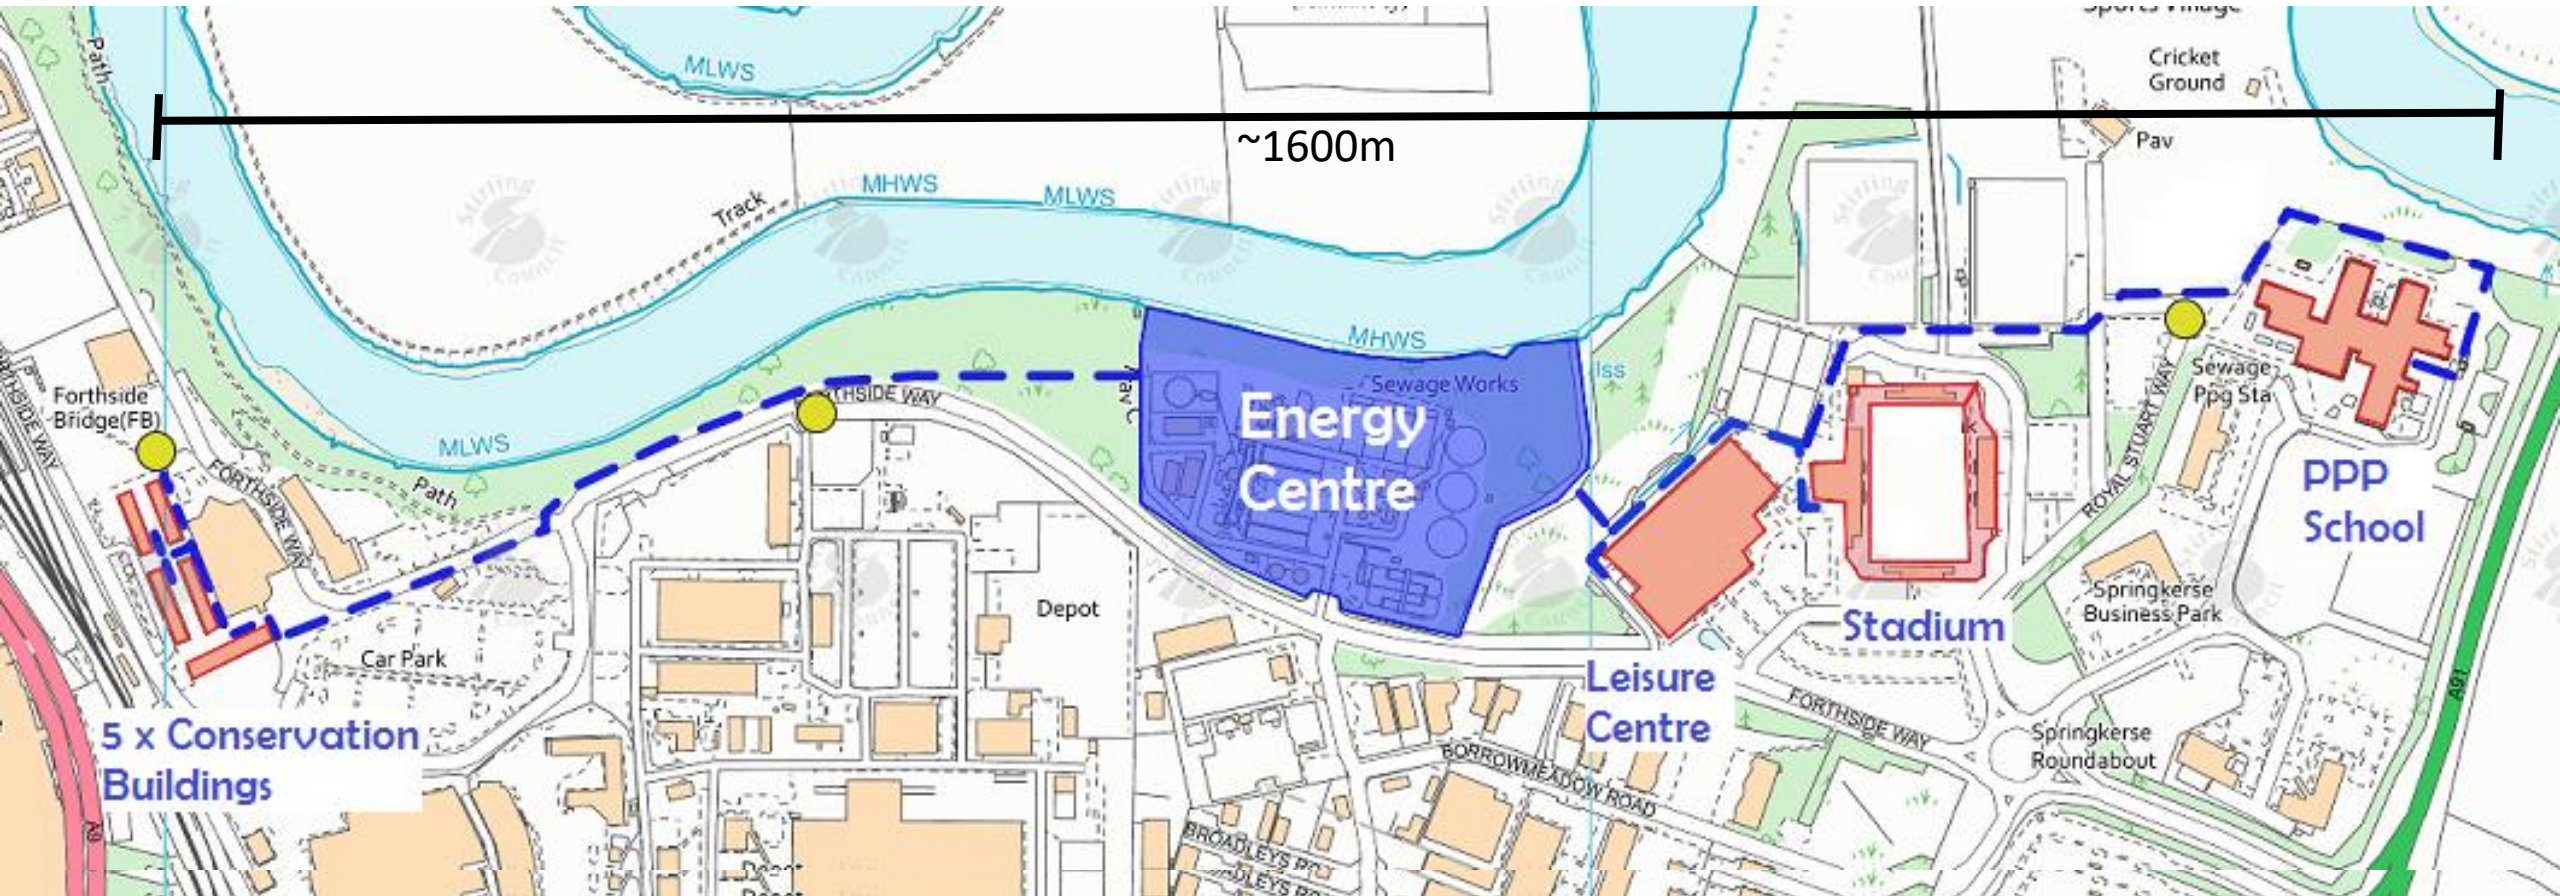 Sports Village
Cricket
Ground
Pav
Path
MLWS
~1600m
MHWS
MLWS
Track
Stirling
Council
MHWS
Sewage Works
Energy
Centre
Forthside
Bridge(FB)
FORTHSIDE WAY
MLWS
Path
FORTHSIDE WAY
Sewage
Ppg Sta
ROYAL STUART WAY
PPP
School
Depot
Car Park
Springkerse
Business Park
Stadium
Leisure
Centre
5 x Conservation
Buildings
FORTHSIDE WAY
Springkerse
Roundabout
BORROWMEADOW ROAD
A91
A9